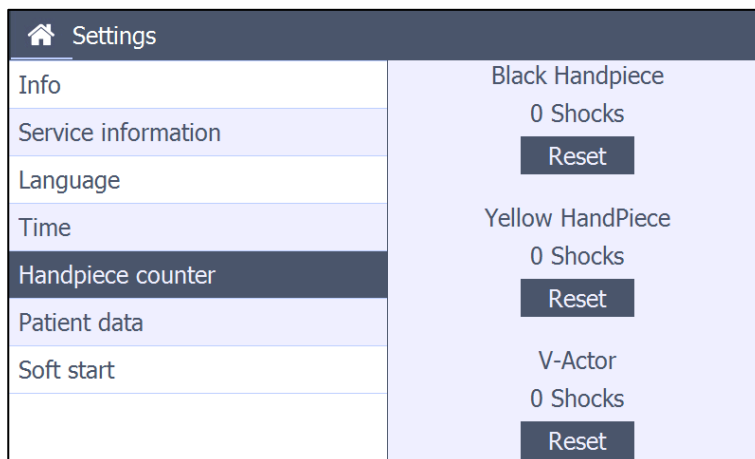 Settings
Info
Service information
Language
Time
Handpiece counter
Patient data
Soft start
Black Handpiece
0 Shocks
Reset
Yellow HandPiece
0 Shocks
Reset
V-Actor
0 Shocks
Reset